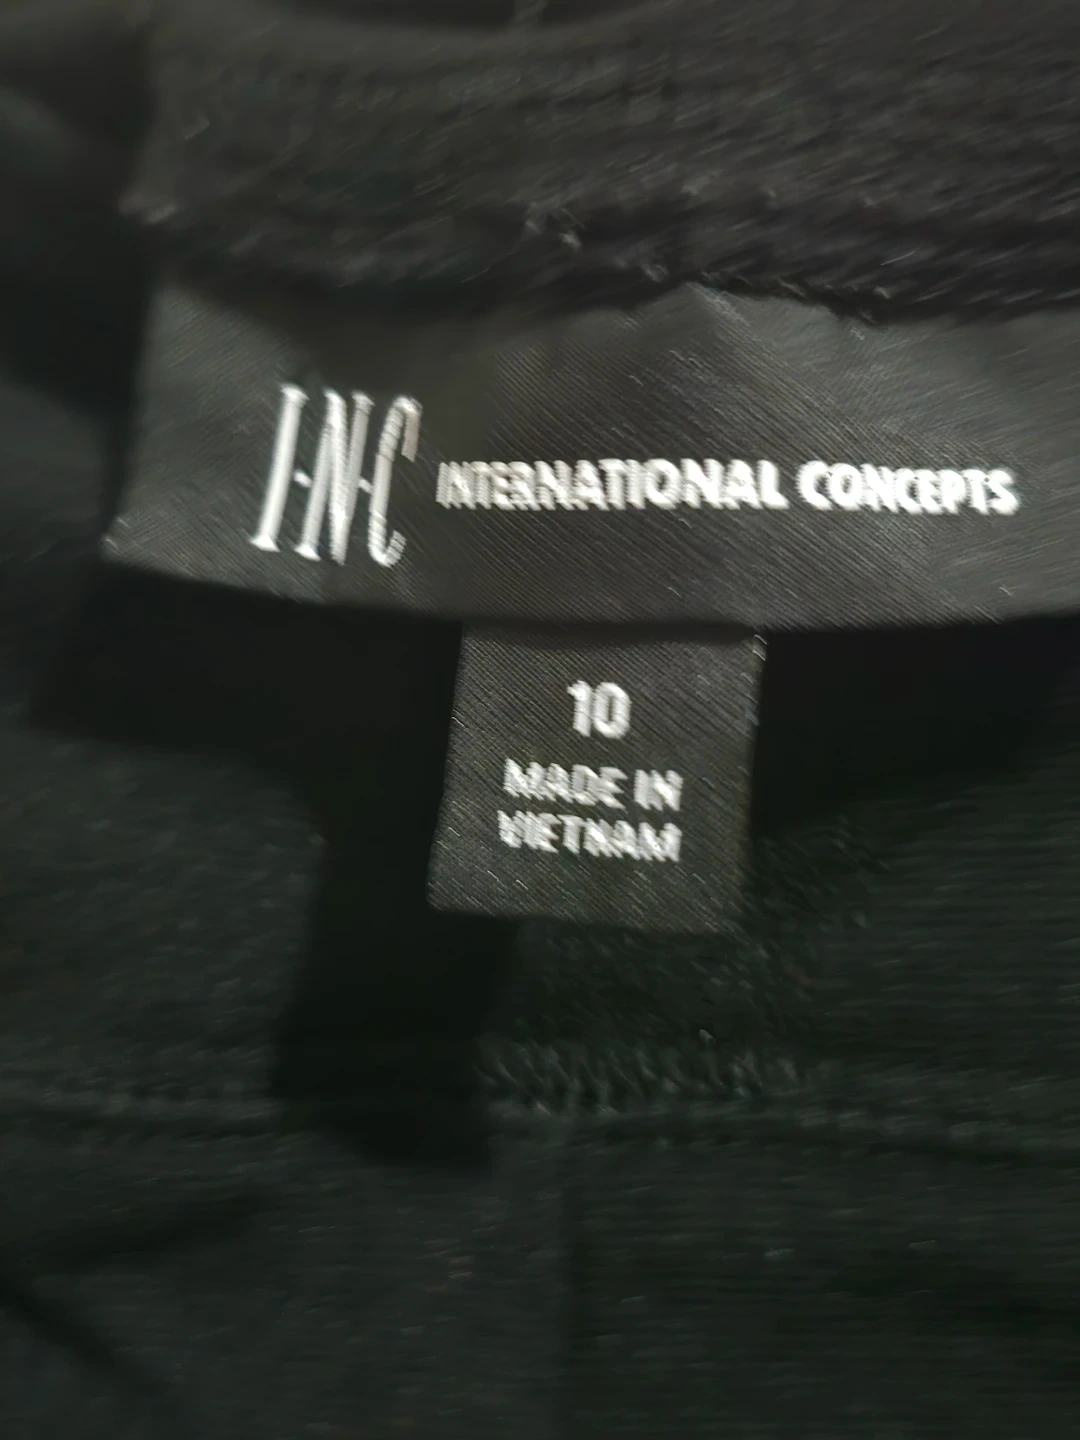 I·N·C INTERNATIONAL CONCEPTS
10
MADE IN
VIETNAM